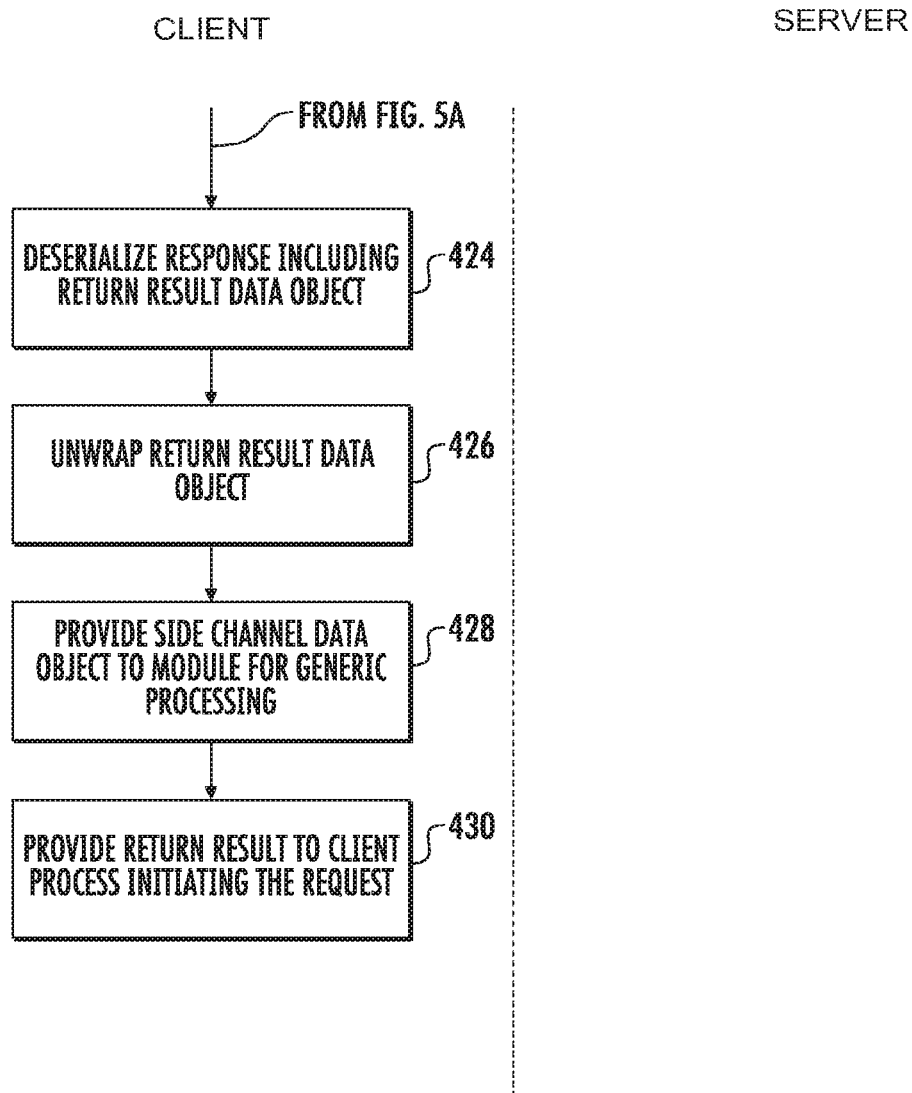 CLIENT
SERVER
FROM FIG. 5A
DESERIALIZE RESPONSE INCLUDING
RETURN RESULT DATA OBJECT
424
UNWRAP RETURN RESULT DATA
OBJECT
426
PROVIDE SIDE CHANNEL DATA
OBJECT TO MODULE FOR GENERIC
PROCESSING
428
PROVIDE RETURN RESULT TO CLIENT
PROCESS INITIATING THE REQUEST
430